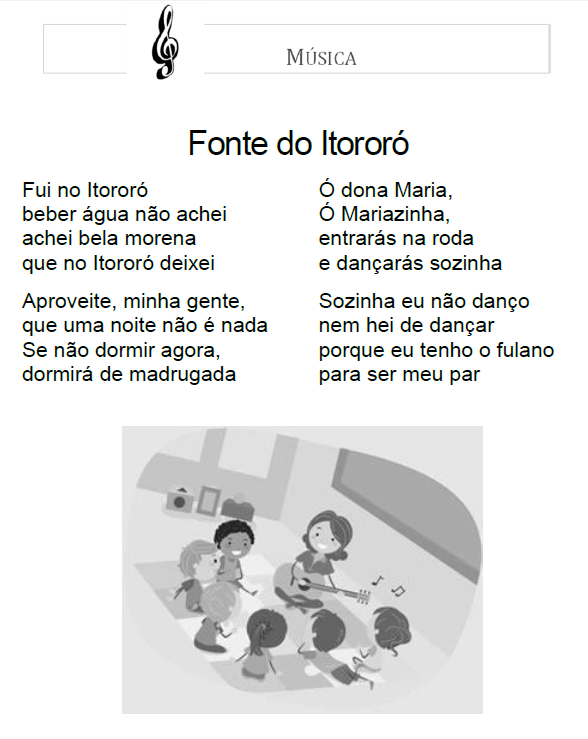 MÚSICA
Fonte do Itororó
Fui no Itororó
beber água não achei
achei bela morena
que no Itororó deixei
Aproveite, minha gente,
que uma noite não é nada
Se não dormir agora,
dormirá de madrugada
Ó dona Maria,
Ó Mariazinha,
entrarás na roda
e dançarás sozinha
Sozinha eu não danço
nem hei de dançar
porque eu tenho o fulano
para ser meu par